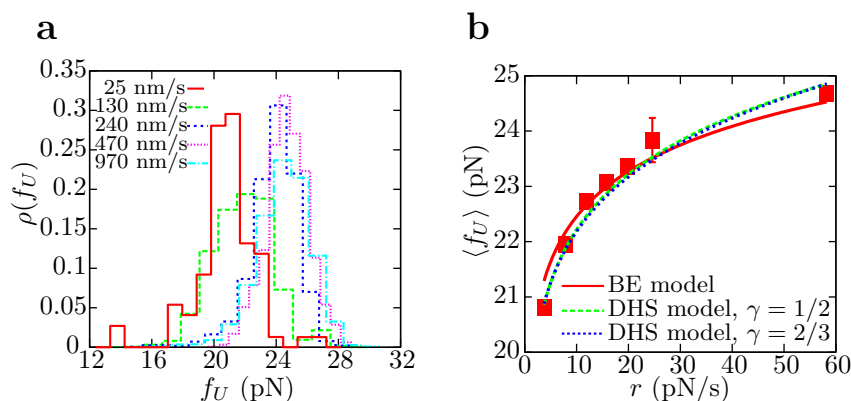 a
ρ(f_U)
0.35
0.3
0.25
0.2
0.15
0.1
0.05
0
25 nm/s
130 nm/s
240 nm/s
470 nm/s
970 nm/s
12 16 20 24 28 32
f_U (pN)
b
⟨f_U⟩ (pN)
25
24
23
22
21
20
BE model
DHS model, γ = 1/2
DHS model, γ = 2/3
0 10 20 30 40 50 60
r (pN/s)